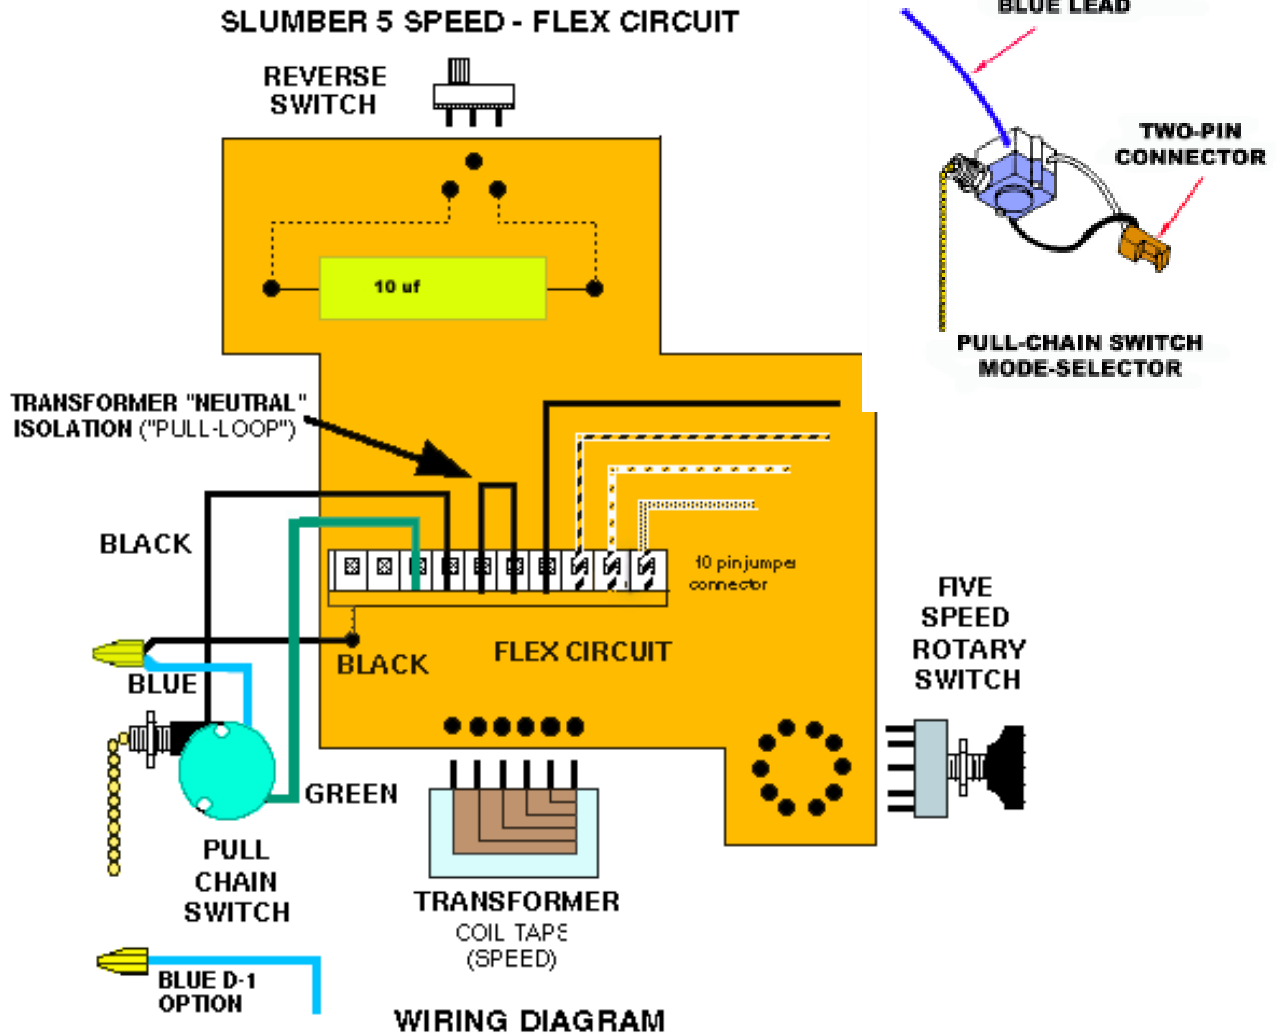 SLUMBER 5 SPEED - FLEX CIRCUIT
BLUE LEAD
REVERSE
SWITCH
TWO-PIN
CONNECTOR
10 uf
PULL-CHAIN SWITCH
MODE-SELECTOR
TRANSFORMER "NEUTRAL"
ISOLATION ("PULL-LOOP")
BLACK
10 pin jumper
connector
FIVE
SPEED
ROTARY
SWITCH
FLEX CIRCUIT
BLACK
BLUE
GREEN
PULL
CHAIN
SWITCH
TRANSFORMER
COIL TAPS
(SPEED)
BLUE D-1
OPTION
WIRING DIAGRAM